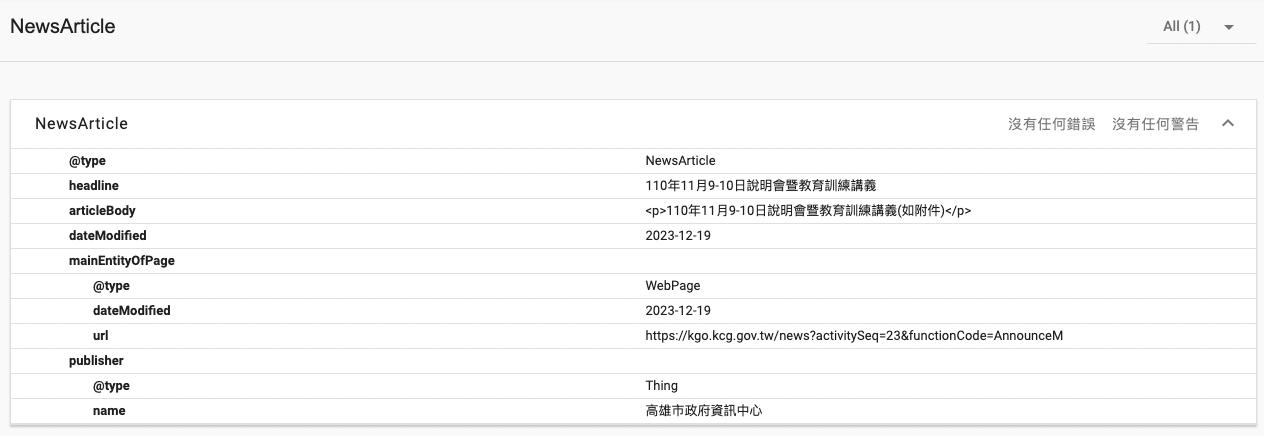 NewsArticle
All (1)
NewsArticle 沒有任何錯誤 沒有任何警告
@type NewsArticle
headline 110年11月9-10日說明會暨教育訓練講義
articleBody <p>110年11月9-10日說明會暨教育訓練講義(如附件)</p>
dateModified 2023-12-19
mainEntityOfPage
@type WebPage
dateModified 2023-12-19
url https://kgo.kcg.gov.tw/news?activitySeq=23&functionCode=AnnounceM
publisher
@type Thing
name 高雄市政府資訊中心